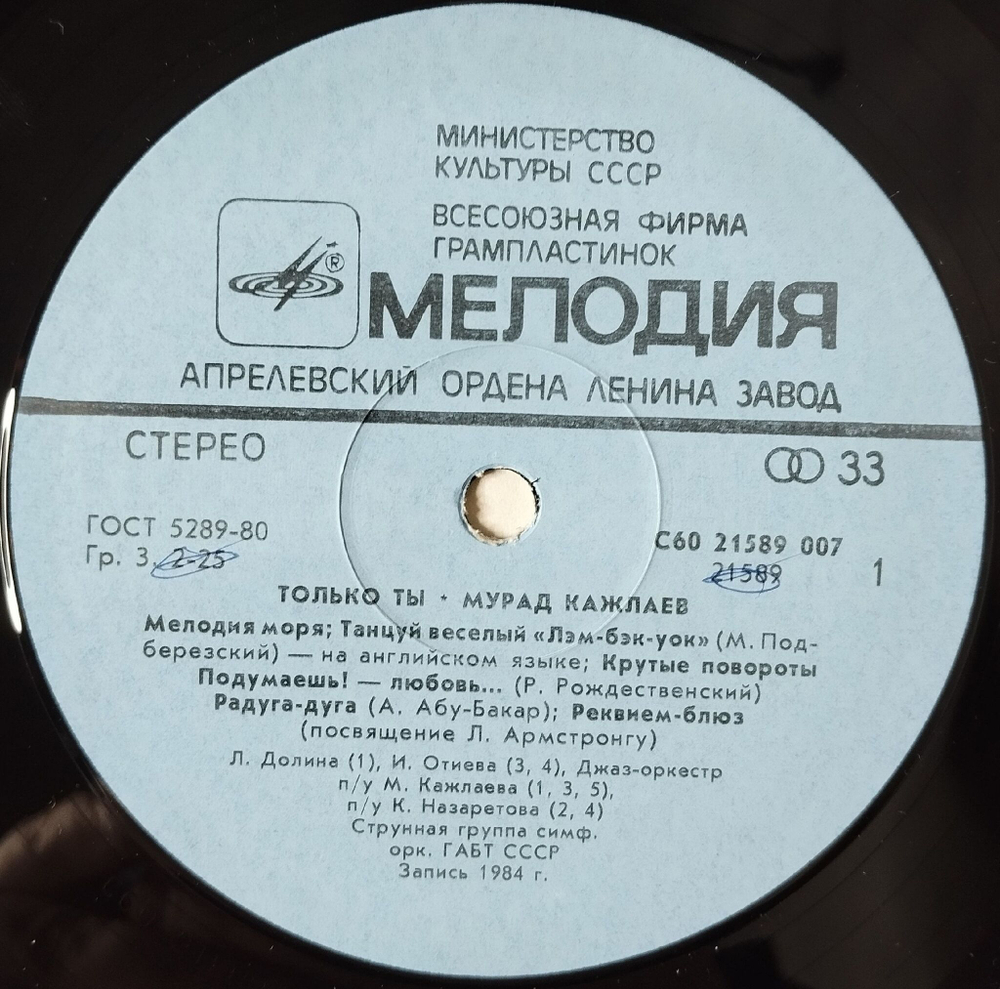 МИНИСТЕРСТВО
КУЛЬТУРЫ СССР
ВСЕСОЮЗНАЯ ФИРМА
ГРАМПЛАСТИНОК
®
МЕЛОДИЯ
АПРЕЛЕВСКИЙ ОРДЕНА ЛЕНИНА ЗАВОД
СТЕРЕО
33
ГОСТ 5289-80
Гр. 3. 2-25
С60 21589 007
21589
1
ТОЛЬКО ТЫ · МУРАД КАЖЛАЕВ
Мелодия моря; Танцуй веселый «Лэм-бэк-уок» (М. Под-
березский) — на английском языке; Крутые повороты
Подумаешь! — любовь... (Р. Рождественский)
Радуга-дуга (А. Абу-Бакар); Реквием-блюз
(посвящение Л. Армстронгу)
Л. Долина (1), И. Отиева (3, 4), Джаз-оркестр
п/у М. Кажлаева (1, 3, 5),
п/у К. Назаретова (2, 4)
Струнная группа симф.
орк. ГАБТ СССР
Запись 1984 г.